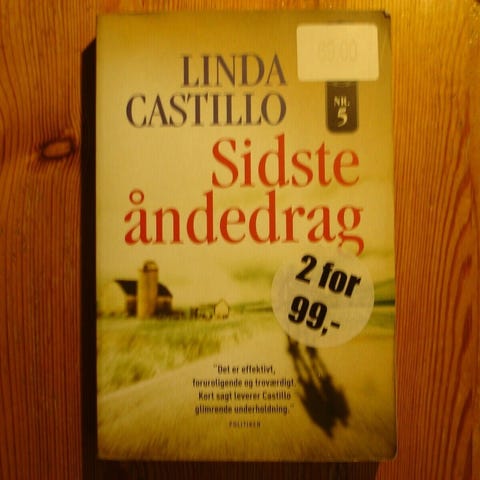 LINDA
CASTILLO
NR.
5
Sidste
åndedrag
2 for
99,-
"Det er effektivt,
foruroligende og troværdigt.
Kort sagt leverer Castillo
glimrende underholdning."
POLITIKEN